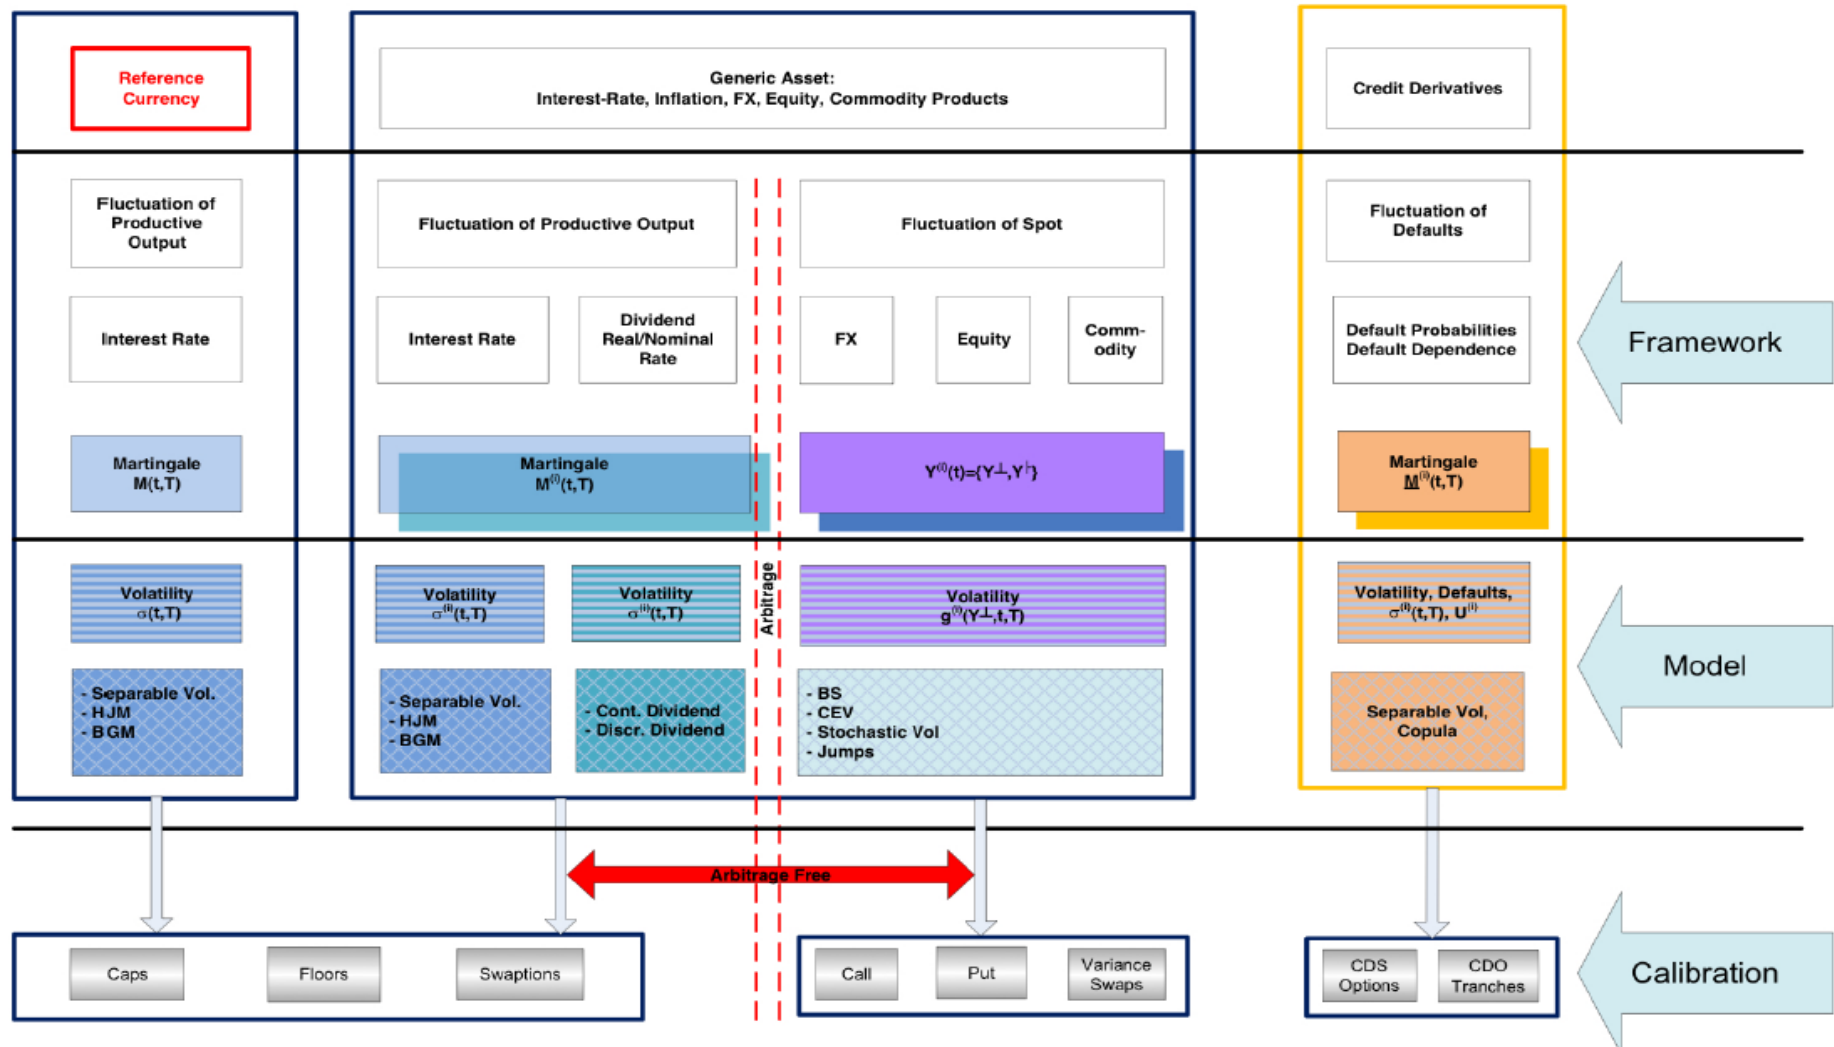 Reference
Currency
Generic Asset:
Interest-Rate, Inflation, FX, Equity, Commodity Products
Credit Derivatives
Fluctuation of
Productive
Output
Fluctuation of Productive Output
Fluctuation of Spot
Fluctuation of
Defaults
Interest Rate
Interest Rate
Dividend
Real/Nominal
Rate
FX
Equity
Comm-
odity
Default Probabilities
Default Dependence
Framework
Martingale
M(t,T)
Martingale
M⁽ⁱ⁾(t,T)
Y⁽ⁱ⁾(t)={Y⊥,Y⊦}
Martingale
M⁽ⁱ⁾(t,T)
Volatility
σ(t,T)
Volatility
σ⁽ⁱ⁾(t,T)
Volatility
σ⁽ⁱ⁾(t,T)
Arbitrage
Volatility
g⁽ⁱ⁾(Y⊥,t,T)
Volatility, Defaults,
σ⁽ⁱ⁾(t,T), U⁽ⁱ⁾
Model
- Separable Vol.
- HJM
- BGM
- Separable Vol.
- HJM
- BGM
- Cont. Dividend
- Discr. Dividend
- BS
- CEV
- Stochastic Vol
- Jumps
Separable Vol,
Copula
Arbitrage Free
Caps
Floors
Swaptions
Call
Put
Variance
Swaps
CDS
Options
CDO
Tranches
Calibration